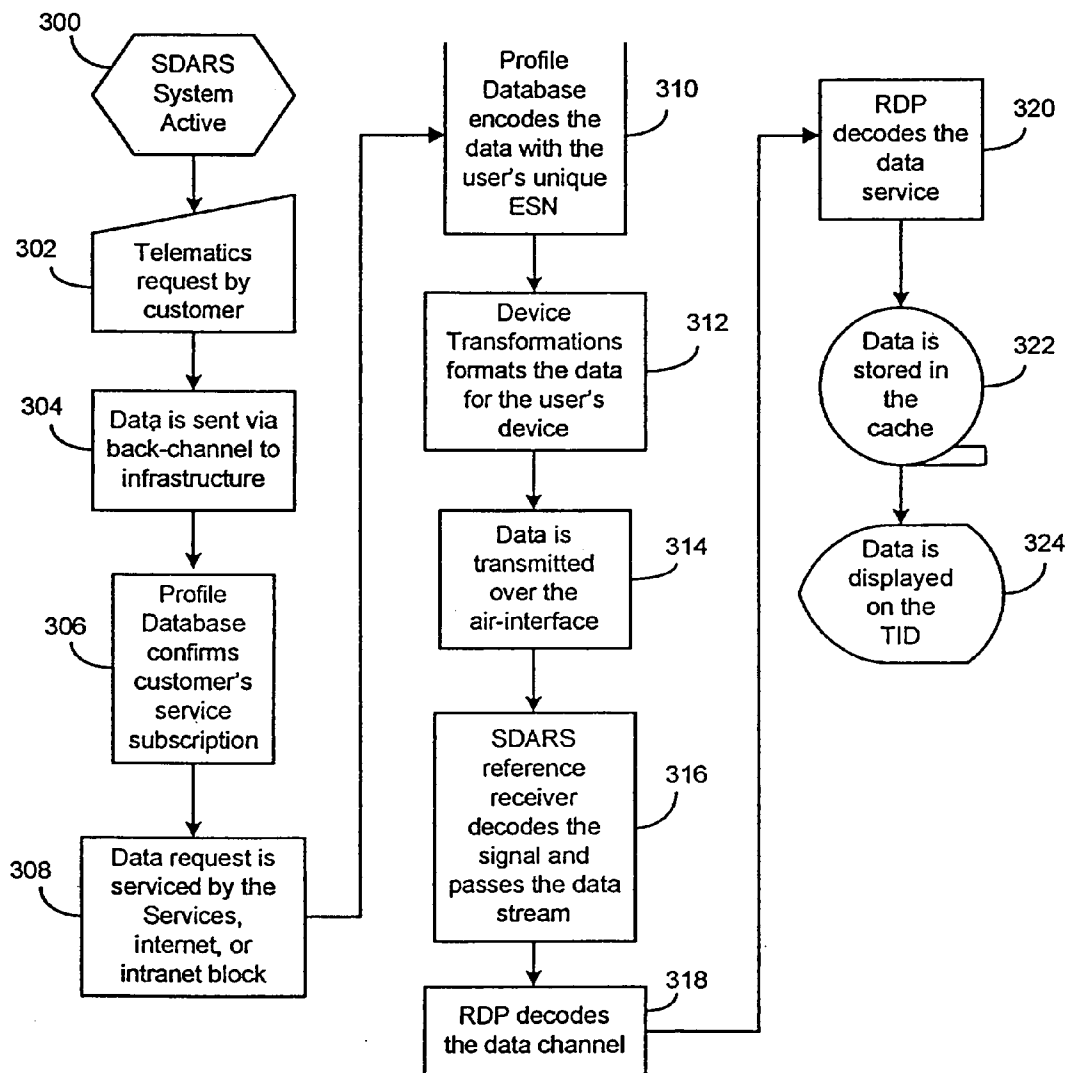 300
SDARS
System
Active
302
Telematics
request by
customer
304
Data is sent via
back-channel to
infrastructure
306
Profile
Database
confirms
customer's
service
subscription
308
Data request is
serviced by the
Services,
internet, or
intranet block
Profile
Database
encodes the
data with the
user's unique
ESN
310
Device
Transformations
formats the data
for the user's
device
312
Data is
transmitted
over the
air-interface
314
SDARS
reference
receiver
decodes the
signal and
passes the data
stream
316
RDP decodes
the data channel
318
RDP
decodes the
data
service
320
Data is
stored in
the
cache
322
Data is
displayed
on the
TID
324